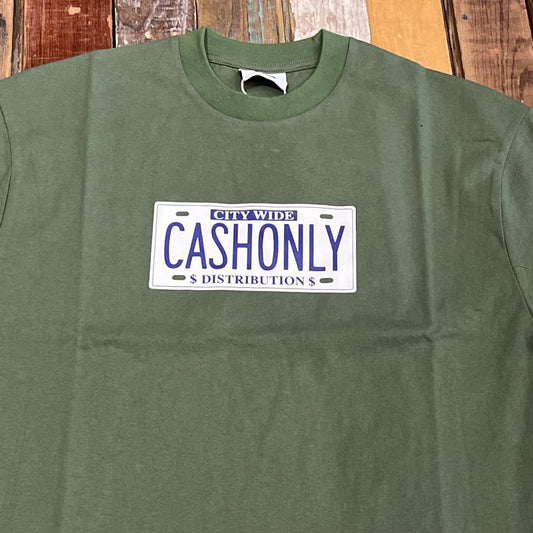 CITY WIDE
CASHONLY
$ DISTRIBUTION $